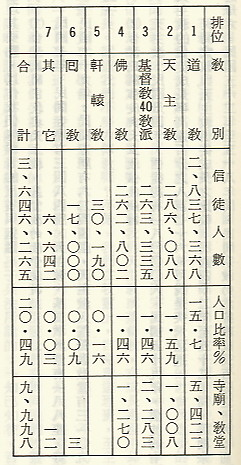 排位 教別 信徒人數 人口比率% 寺廟、教堂
1 道教 二、八三七、三六八 一五·七 五、四二二
2 天主教 二八六、〇八八 一·五九 一、〇〇八
3 基督教40教派 二六三、三三五 一·四六 二、二八三
4 佛教 二六二、八〇二 一·四六 一、二七〇
5 軒轅教 三〇、一九〇 〇·一六
6 囘教 一七、〇〇〇 〇·〇九 三
7 其它 六、六四二 〇·〇三 一二
合計 三、六四六、二六五 二〇·四九 九、九九八